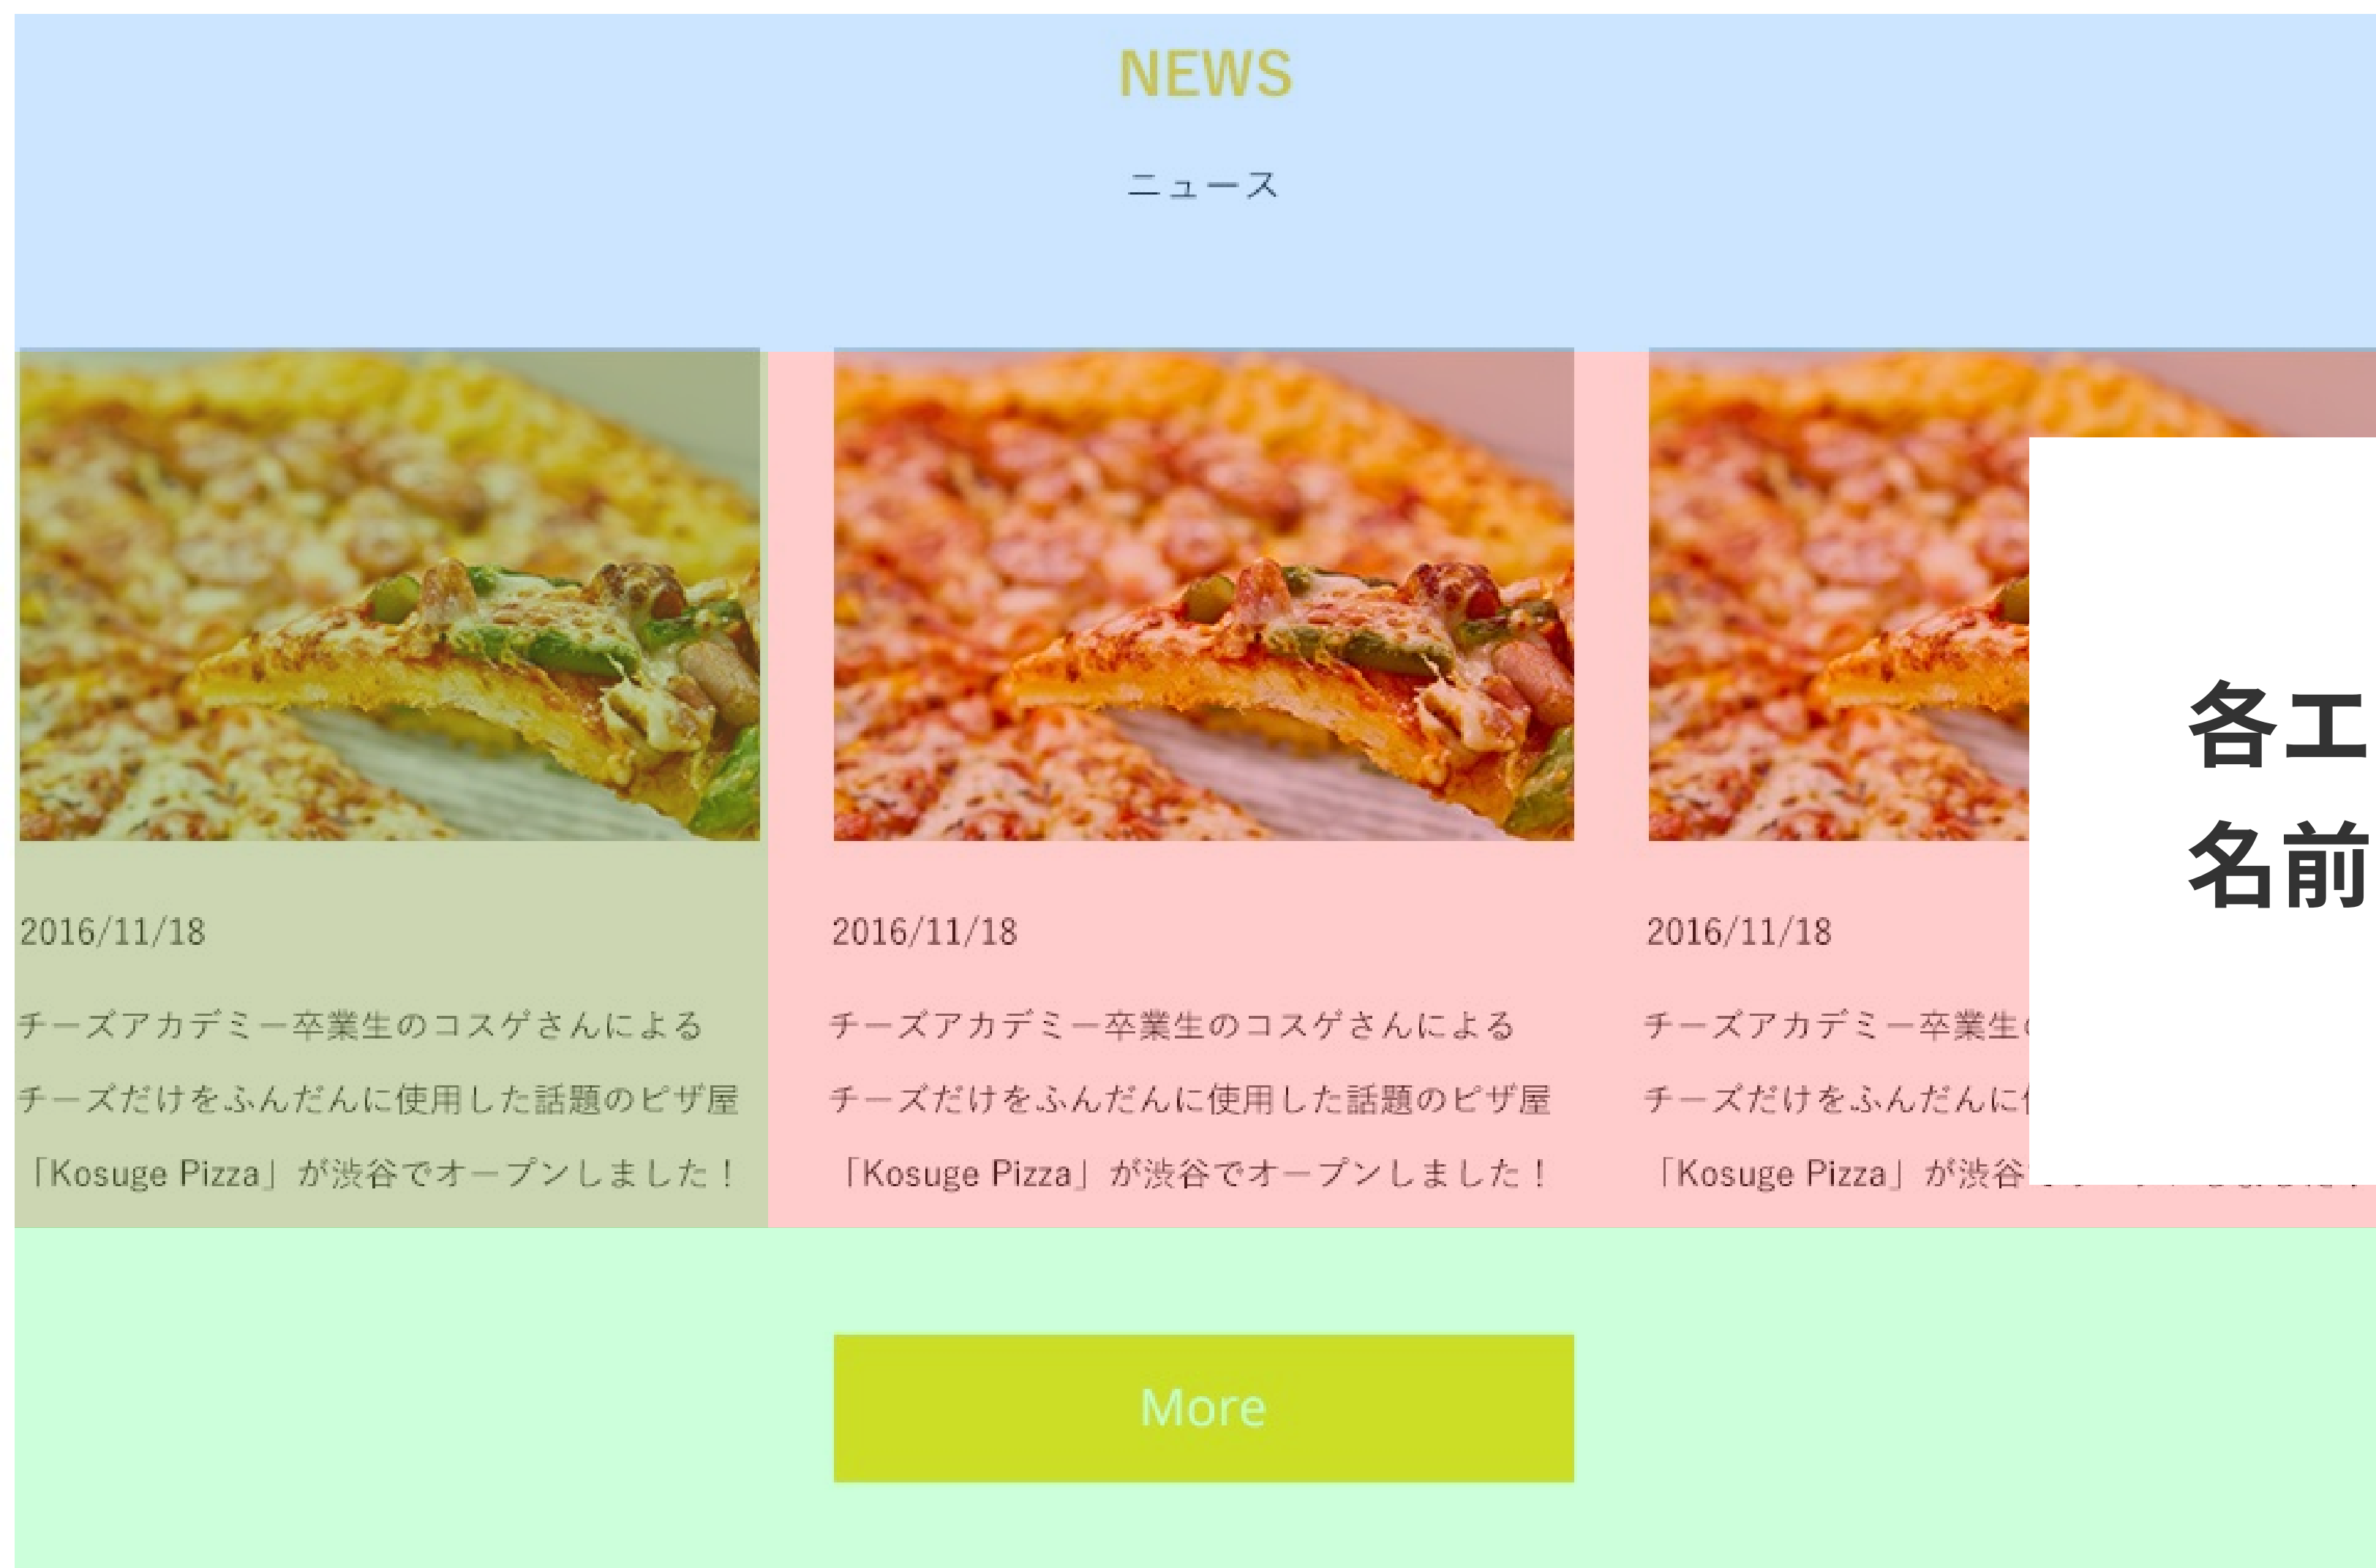 NEWS
ニュース
2016/11/18
チーズアカデミー卒業生のコスゲさんによる
チーズだけをふんだんに使用した話題のピザ屋
「Kosuge Pizza」が渋谷でオープンしました！
2016/11/18
チーズアカデミー卒業生のコスゲさんによる
チーズだけをふんだんに使用した話題のピザ屋
「Kosuge Pizza」が渋谷でオープンしました！
2016/11/18
チーズアカデミー卒業生
チーズだけをふんだんに
「Kosuge Pizza」が渋谷
各エ
名前
More